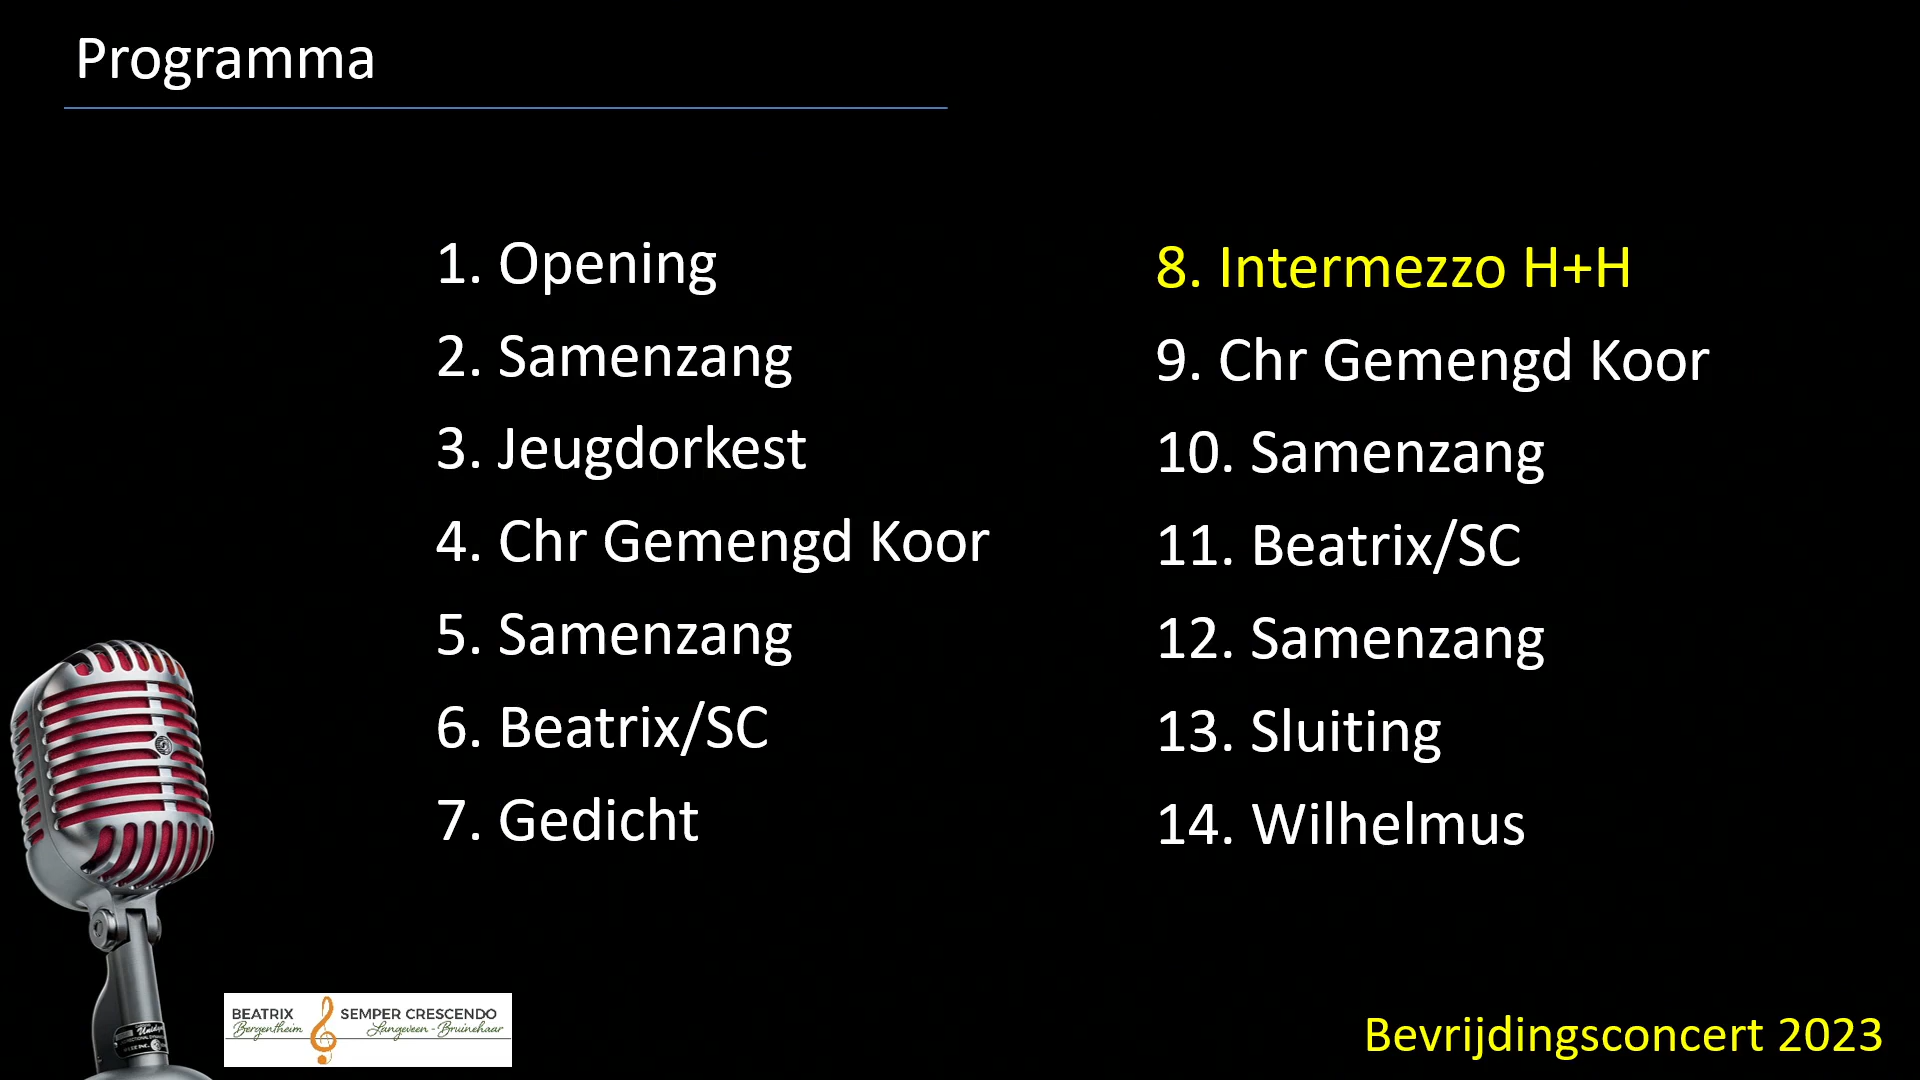 Programma
1. Opening
2. Samenzang
3. Jeugdorkest
4. Chr Gemengd Koor
5. Samenzang
6. Beatrix/SC
7. Gedicht
8. Intermezzo H+H
9. Chr Gemengd Koor
10. Samenzang
11. Beatrix/SC
12. Samenzang
13. Sluiting
14. Wilhelmus
BEATRIX
Bergentheim
SEMPER CRESCENDO
Langeveen - Bruinehaar
Bevrijdingsconcert 2023